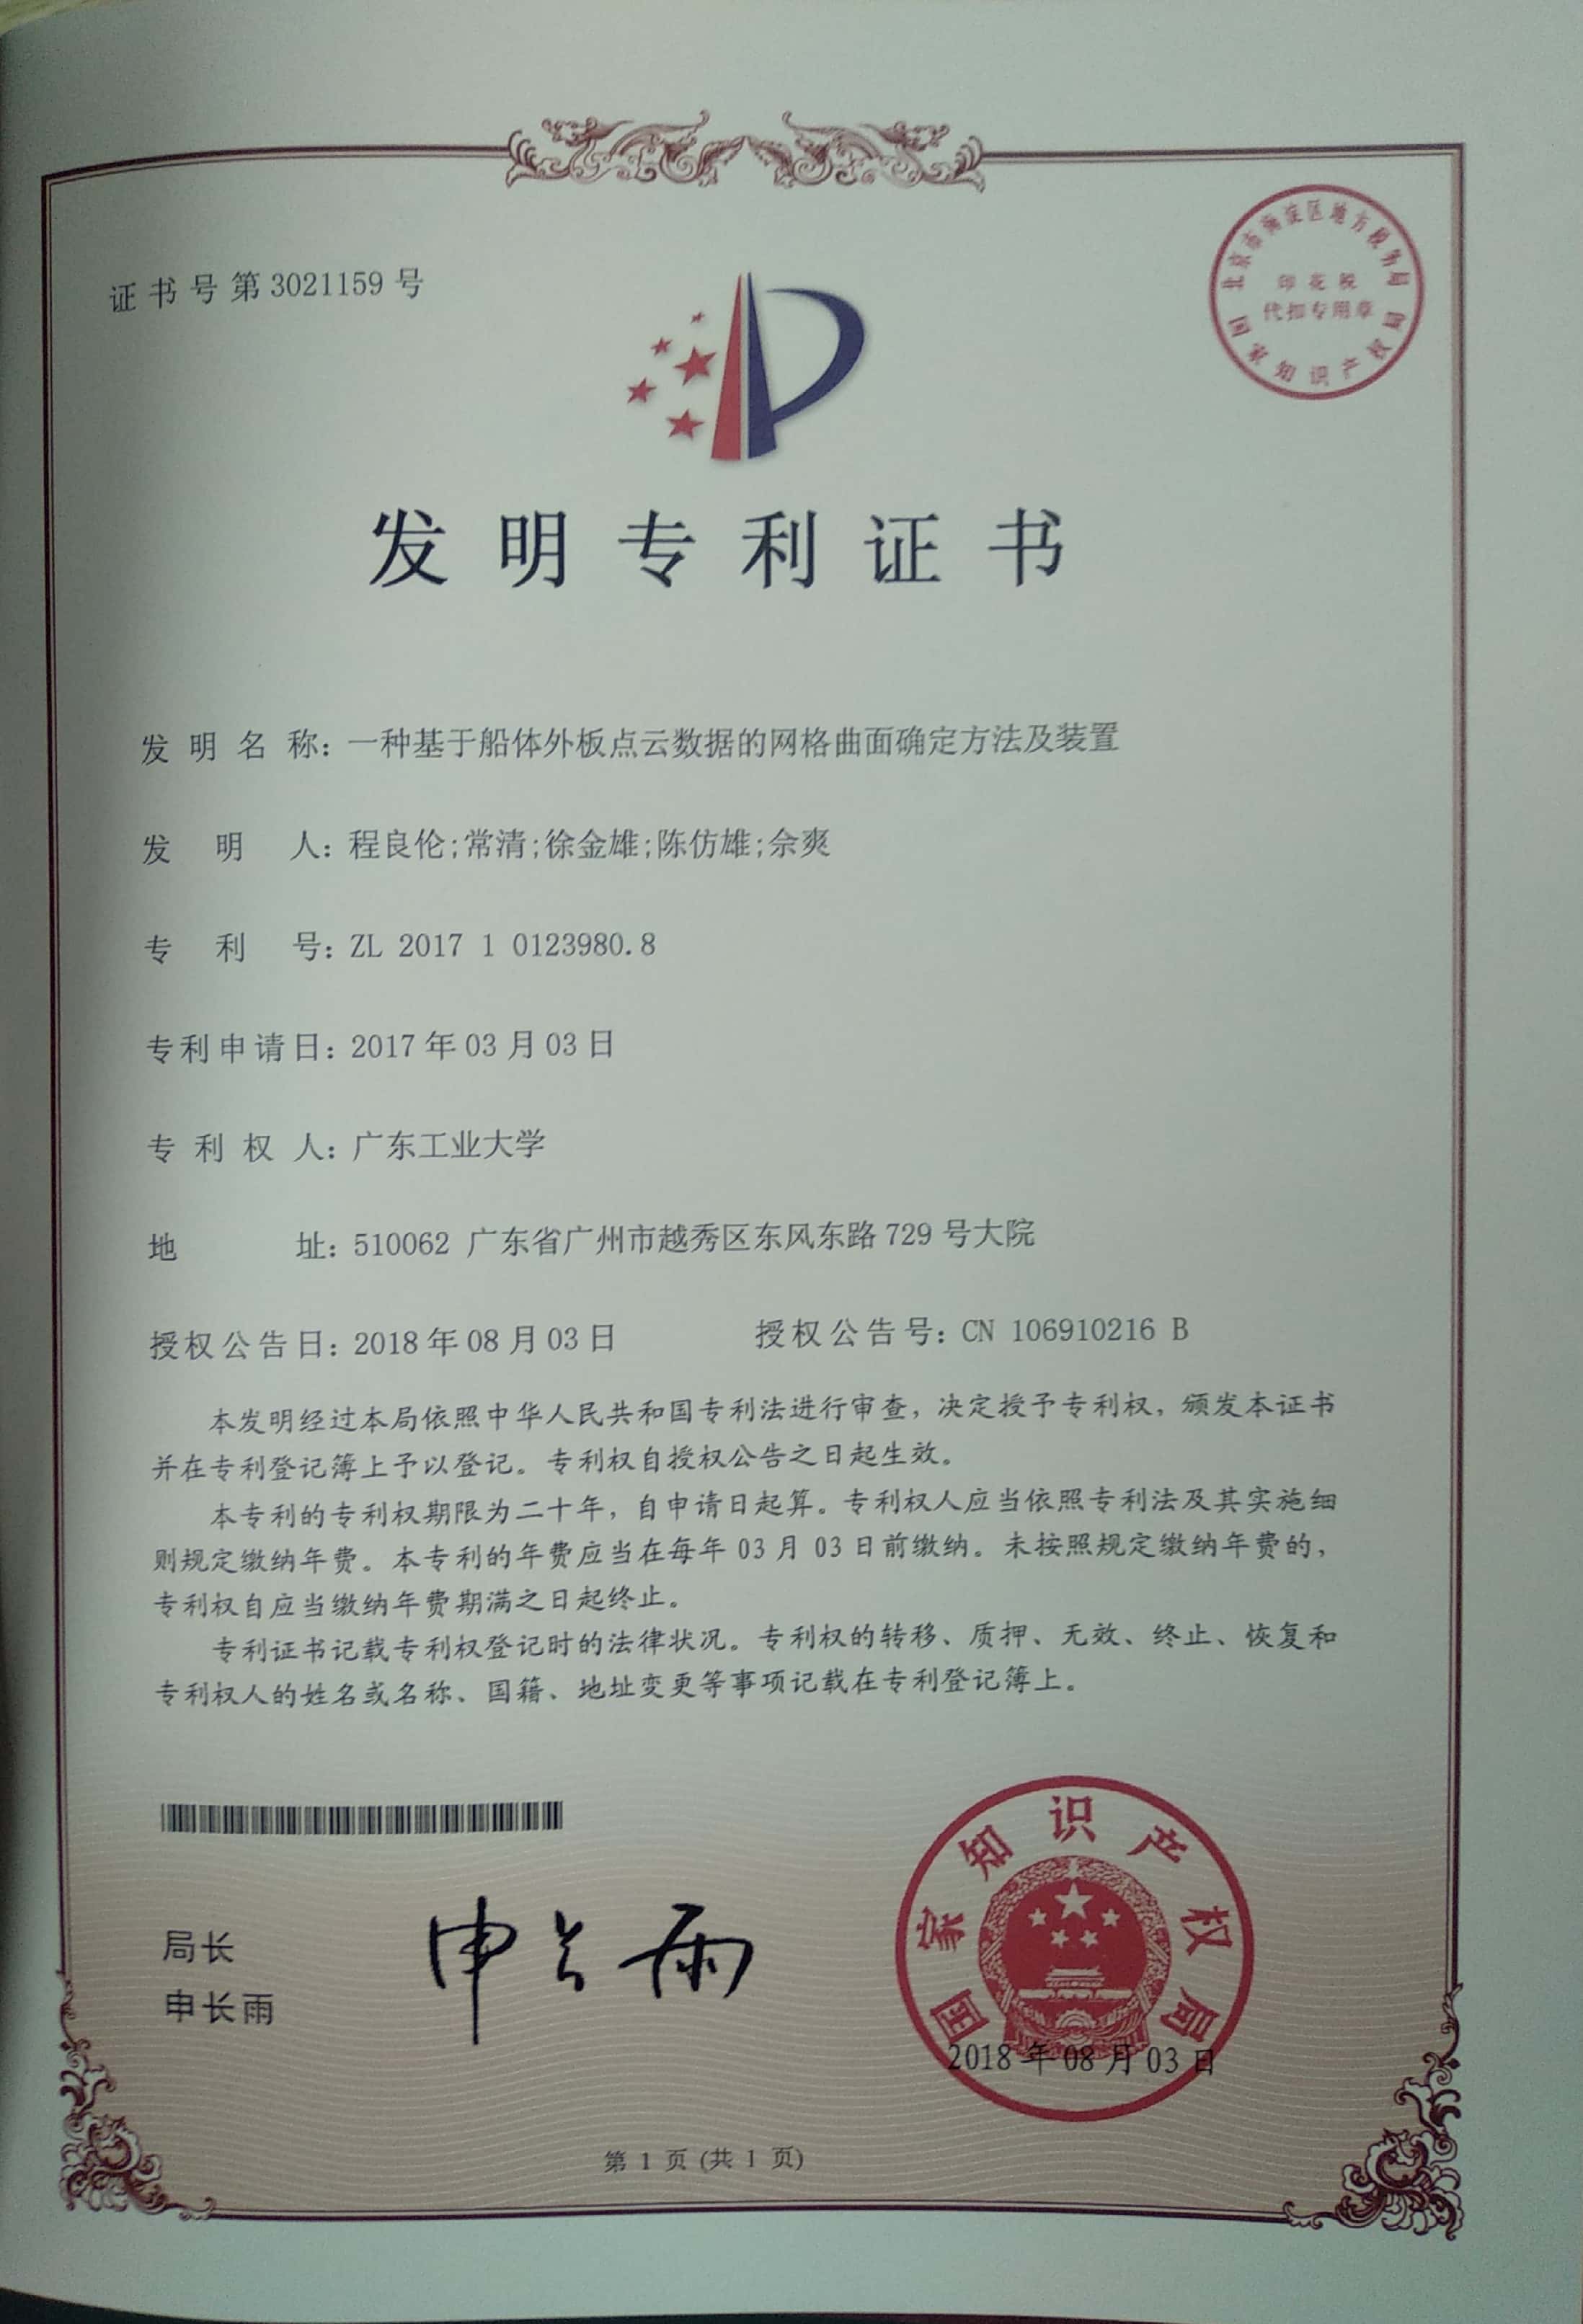 证书号第3021159号
北京市海淀区地方税务局
印花税
代扣专用章
国家知识产权局
发明专利证书
发明名称：一种基于船体外板点云数据的网格曲面确定方法及装置
发明人：程良伦;常清;徐金雄;陈仿雄;佘爽
专利号：ZL 2017 1 0123980.8
专利申请日：2017年03月03日
专利权人：广东工业大学
地址：510062 广东省广州市越秀区东风东路729号大院
授权公告日：2018年08月03日 授权公告号：CN 106910216 B
本发明经过本局依照中华人民共和国专利法进行审查，决定授予专利权，颁发本证书
并在专利登记簿上予以登记。专利权自授权公告之日起生效。
本专利的专利权期限为二十年，自申请日起算。专利权人应当依照专利法及其实施细
则规定缴纳年费。本专利的年费应当在每年03月03日前缴纳。未按照规定缴纳年费的，
专利权自应当缴纳年费期满之日起终止。
专利证书记载专利权登记时的法律状况。专利权的转移、质押、无效、终止、恢复和
专利权人的姓名或名称、国籍、地址变更等事项记载在专利登记簿上。
局长
申长雨
申长雨
国家知识产权局
2018年08月03日
第 1 页 (共 1 页)